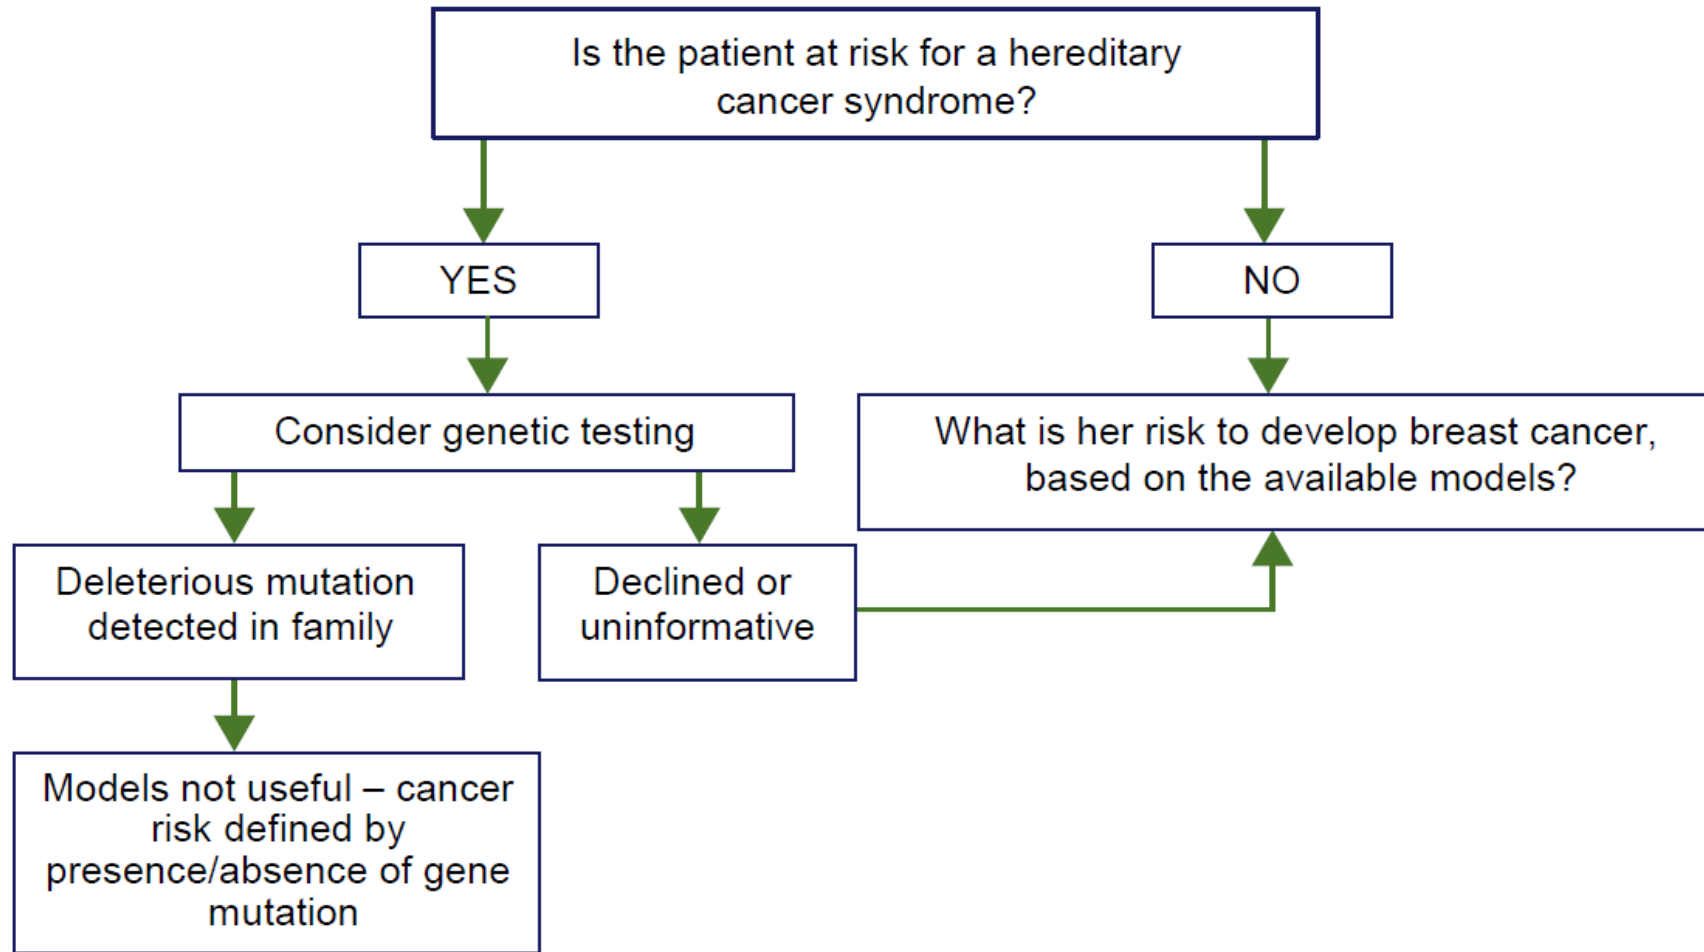 Is the patient at risk for a hereditary
cancer syndrome?
YES
NO
Consider genetic testing
What is her risk to develop breast cancer,
based on the available models?
Deleterious mutation
detected in family
Declined or
uninformative
Models not useful – cancer
risk defined by
presence/absence of gene
mutation